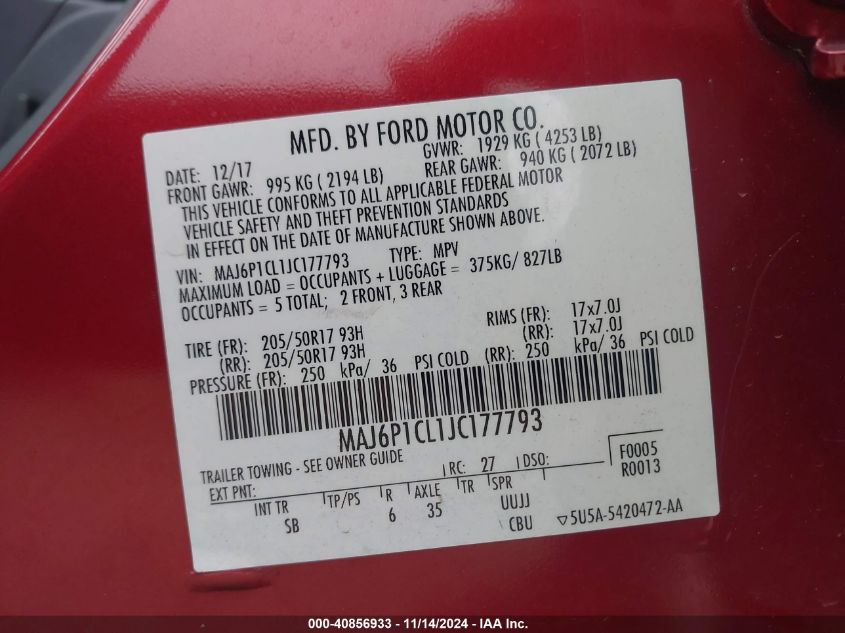 MFD. BY FORD MOTOR CO.
DATE: 12/17 GVWR: 1929 KG ( 4253 LB)
FRONT GAWR: 995 KG ( 2194 LB) REAR GAWR: 940 KG ( 2072 LB)
THIS VEHICLE CONFORMS TO ALL APPLICABLE FEDERAL MOTOR
VEHICLE SAFETY AND THEFT PREVENTION STANDARDS
IN EFFECT ON THE DATE OF MANUFACTURE SHOWN ABOVE.
VIN: MAJ6P1CL1JC177793 TYPE: MPV
MAXIMUM LOAD = OCCUPANTS + LUGGAGE = 375KG/ 827LB
OCCUPANTS = 5 TOTAL; 2 FRONT, 3 REAR
TIRE (FR): 205/50R17 93H RIMS (FR): 17x7.0J
(RR): 205/50R17 93H (RR): 17x7.0J
PRESSURE (FR): 250 kPa/ 36 PSI COLD (RR): 250 kPa/ 36 PSI COLD
MAJ6P1CL1JC177793
TRAILER TOWING - SEE OWNER GUIDE F0005
EXT PNT: RC: 27 DSO: R0013
INT TR TP/PS R AXLE TR SPR
SB 6 35 UUJJ
CBU ▽5U5A-5420472-AA
000-40856933 - 11/14/2024 - IAA Inc.